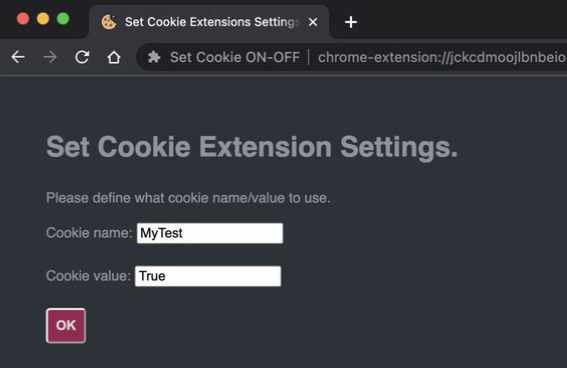 Set Cookie Extensions Settings
Set Cookie ON-OFF | chrome-extension://jckcdmoojlbnbeio
Set Cookie Extension Settings.
Please define what cookie name/value to use.
Cookie name: MyTest
Cookie value: True
OK